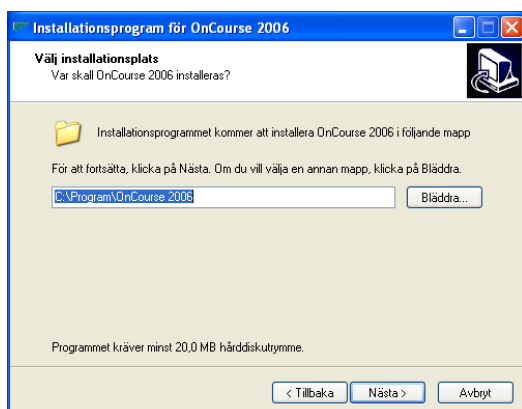 Installationsprogram för OnCourse 2006
Välj installationsplats
Var skall OnCourse 2006 installeras?
Installationsprogrammet kommer att installera OnCourse 2006 i följande mapp
För att fortsätta, klicka på Nästa. Om du vill välja en annan mapp, klicka på Bläddra.
C:\Program\OnCourse 2006
Bläddra...
Programmet kräver minst 20,0 MB hårddiskutrymme.
< Tillbaka
Nästa >
Avbryt